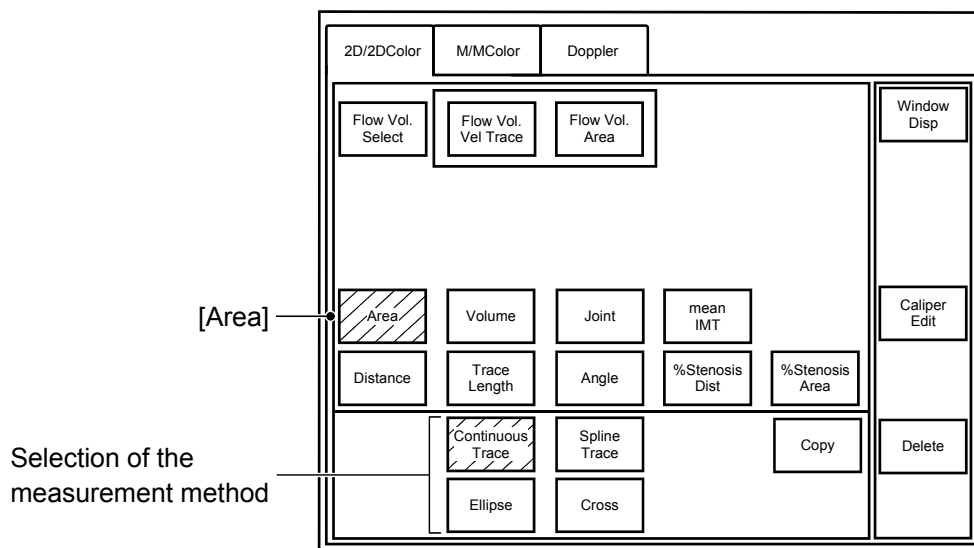 2D/2DColor
M/MColor
Doppler
Flow Vol.
Select
Flow Vol.
Vel Trace
Flow Vol.
Area
Window
Disp
[Area]
Area
Volume
Joint
mean
IMT
Caliper
Edit
Distance
Trace
Length
Angle
%Stenosis
Dist
%Stenosis
Area
Selection of the
measurement method
Continuous
Trace
Spline
Trace
Copy
Delete
Ellipse
Cross